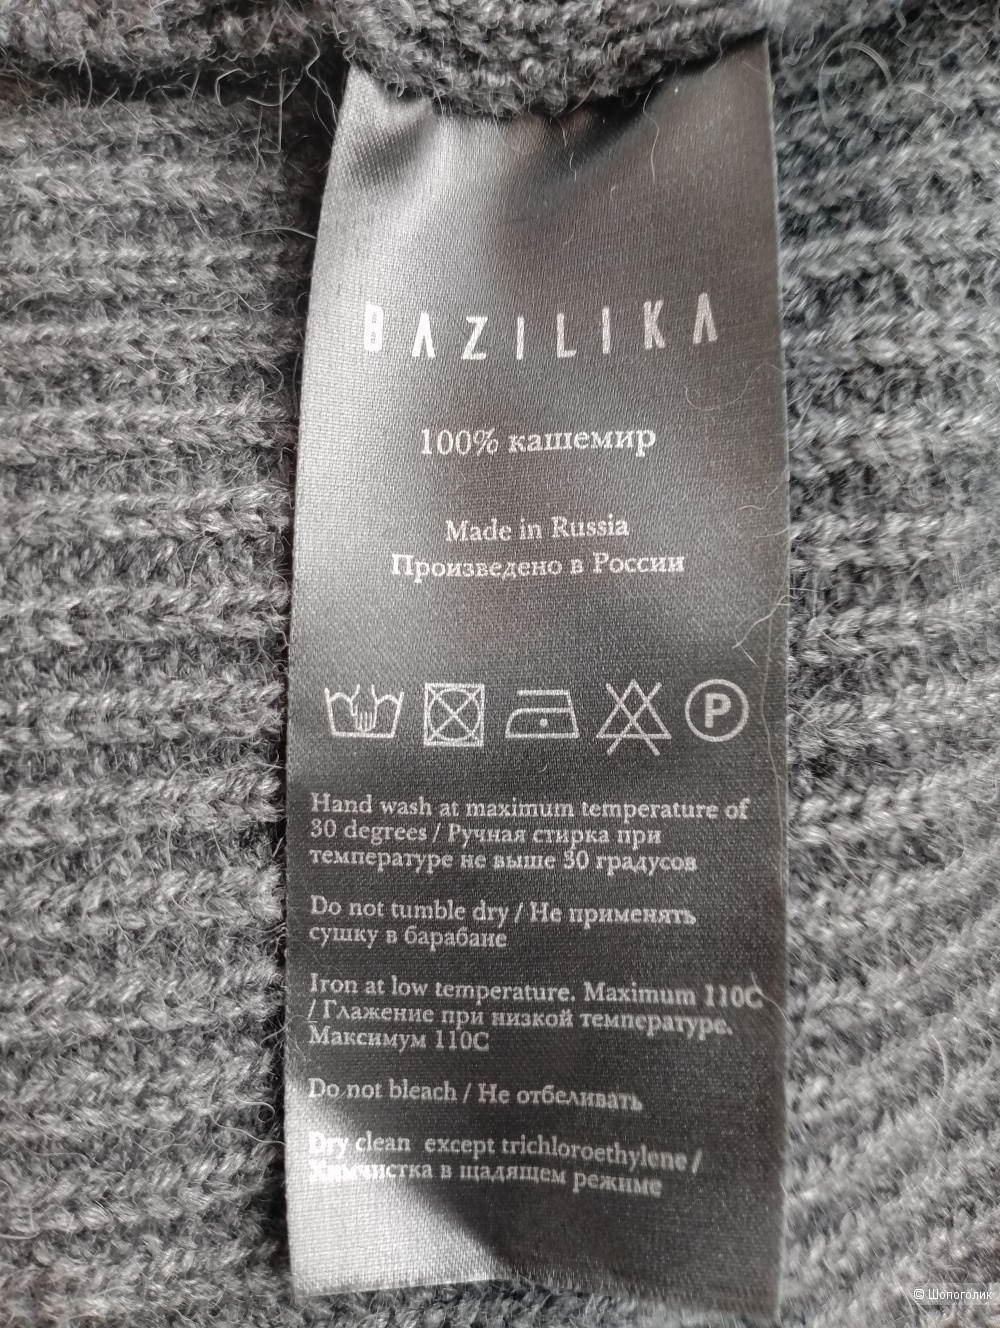 BAZILIKA
100% кашемир
Made in Russia
Произведено в России
P
Hand wash at maximum temperature of
30 degrees / Ручная стирка при
температуре не выше 30 градусов
Do not tumble dry / Не применять
сушку в барабане
Iron at low temperature. Maximum 110C
/ Глажение при низкой температуре.
Максимум 110C
Do not bleach / Не отбеливать
Dry clean except trichloroethylene /
Химчистка в щадящем режиме
© Шопоголик